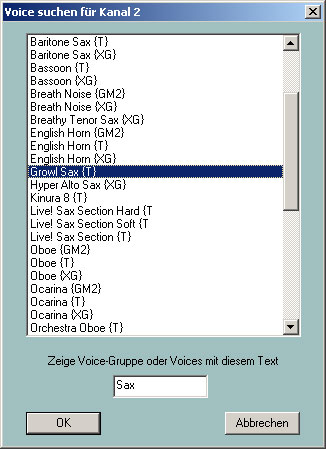 Voice suchen für Kanal 2
Baritone Sax {T}
Baritone Sax {XG}
Bassoon {T}
Bassoon {XG}
Breath Noise {GM2}
Breath Noise {XG}
Breathy Tenor Sax {XG}
English Horn {GM2}
English Horn {T}
English Horn {XG}
Growl Sax {T}
Hyper Alto Sax {XG}
Kinura 8 {T}
Live! Sax Section Hard {T
Live! Sax Section Soft {T
Live! Sax Section {T}
Oboe {GM2}
Oboe {T}
Oboe {XG}
Ocarina {GM2}
Ocarina {T}
Ocarina {XG}
Orchestra Oboe {T}
Zeige Voice-Gruppe oder Voices mit diesem Text
Sax
OK
Abbrechen